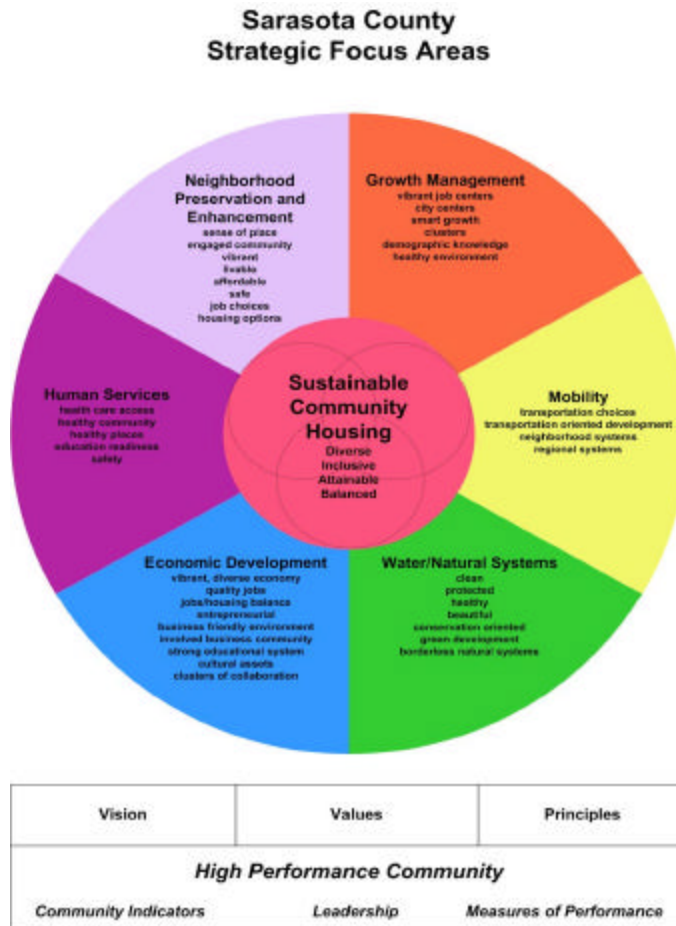 Sarasota County
Strategic Focus Areas
Neighborhood
Preservation and
Enhancement
sense of place
engaged community
vibrant
livable
affordable
safe
job choices
housing options
Growth Management
vibrant job centers
city centers
smart growth
clusters
demographic knowledge
healthy environment
Human Services
health care access
healthy community
healthy places
education readiness
safety
Sustainable
Community
Housing
Diverse
Inclusive
Attainable
Balanced
Mobility
transportation choices
transportation oriented development
neighborhood systems
regional systems
Economic Development
vibrant, diverse economy
quality jobs
jobs/housing balance
entrepreneurial
business friendly environment
involved business community
strong educational system
cultural assets
clusters of collaboration
Water/Natural Systems
clean
protected
healthy
beautiful
conservation oriented
green development
borderless natural systems
Vision
Values
Principles
High Performance Community
Community Indicators
Leadership
Measures of Performance